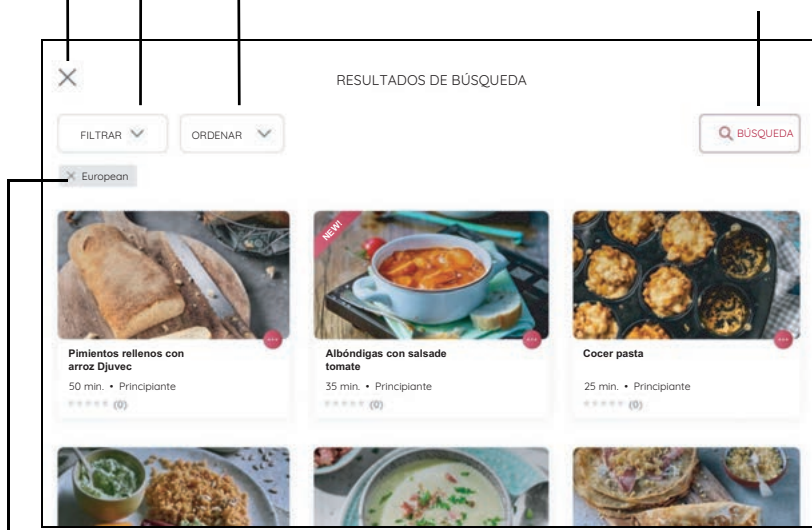 RESULTADOS DE BÚSQUEDA
FILTRAR
ORDENAR
BÚSQUEDA
European
NEW!
Pimientos rellenos con
arroz Djuvec
50 min. • Principiante
(0)
Albóndigas con salsade
tomate
35 min. • Principiante
(0)
Cocer pasta
25 min. • Principiante
(0)